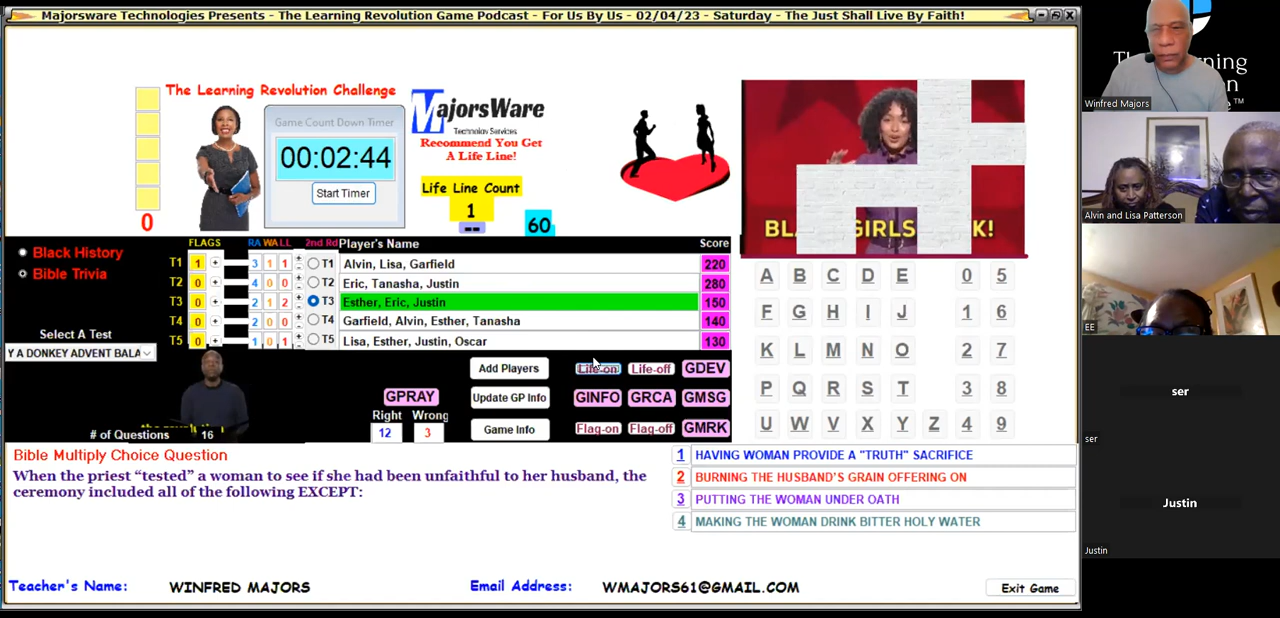 Majorsware Technologies Presents - The Learning Revolution Game Podcast - For Us By Us - 02/04/23 - Saturday - The Just Shall Live By Faith!
The Learning Revolution Challenge
Game Count Down Timer
00:02:44
Start Timer
0
MajorsWare
Technology Services
Recommend You Get
A Life Line!
Life Line Count
1
--
60
BL GIRLS K!
Black History
Bible Trivia
Select A Test
Y A DONKEY ADVENT BALA
FLAGS RA WA LL 2nd Rd Player's Name Score
T1 1 + 3 1 1 T1 Alvin, Lisa, Garfield 220
T2 0 + 4 0 0 T2 Eric, Tanasha, Justin 280
T3 0 + 2 1 2 T3 Esther, Eric, Justin 150
T4 0 + 2 0 0 T4 Garfield, Alvin, Esther, Tanasha 140
T5 0 + 1 0 1 T5 Lisa, Esther, Justin, Oscar 130
Add Players Life-on Life-off GDEV
GPRAY Update GP Info GINFO GRCA GMSG
Right Wrong
12 3
Game Info Flag-on Flag-off GMRK
# of Questions 16
A B C D E 0 5
F G H I J 1 6
K L M N O 2 7
P Q R S T 3 8
U W V X Y Z 4 9
Bible Multiply Choice Question
When the priest “tested” a woman to see if she had been unfaithful to her husband, the
ceremony included all of the following EXCEPT:
1 HAVING WOMAN PROVIDE A "TRUTH" SACRIFICE
2 BURNING THE HUSBAND'S GRAIN OFFERING ON
3 PUTTING THE WOMAN UNDER OATH
4 MAKING THE WOMAN DRINK BITTER HOLY WATER
Teacher's Name: WINFRED MAJORS Email Address: WMAJORS61@GMAIL.COM Exit Game
Winfred Majors
Alvin and Lisa Patterson
EE
ser
ser
Justin
Justin